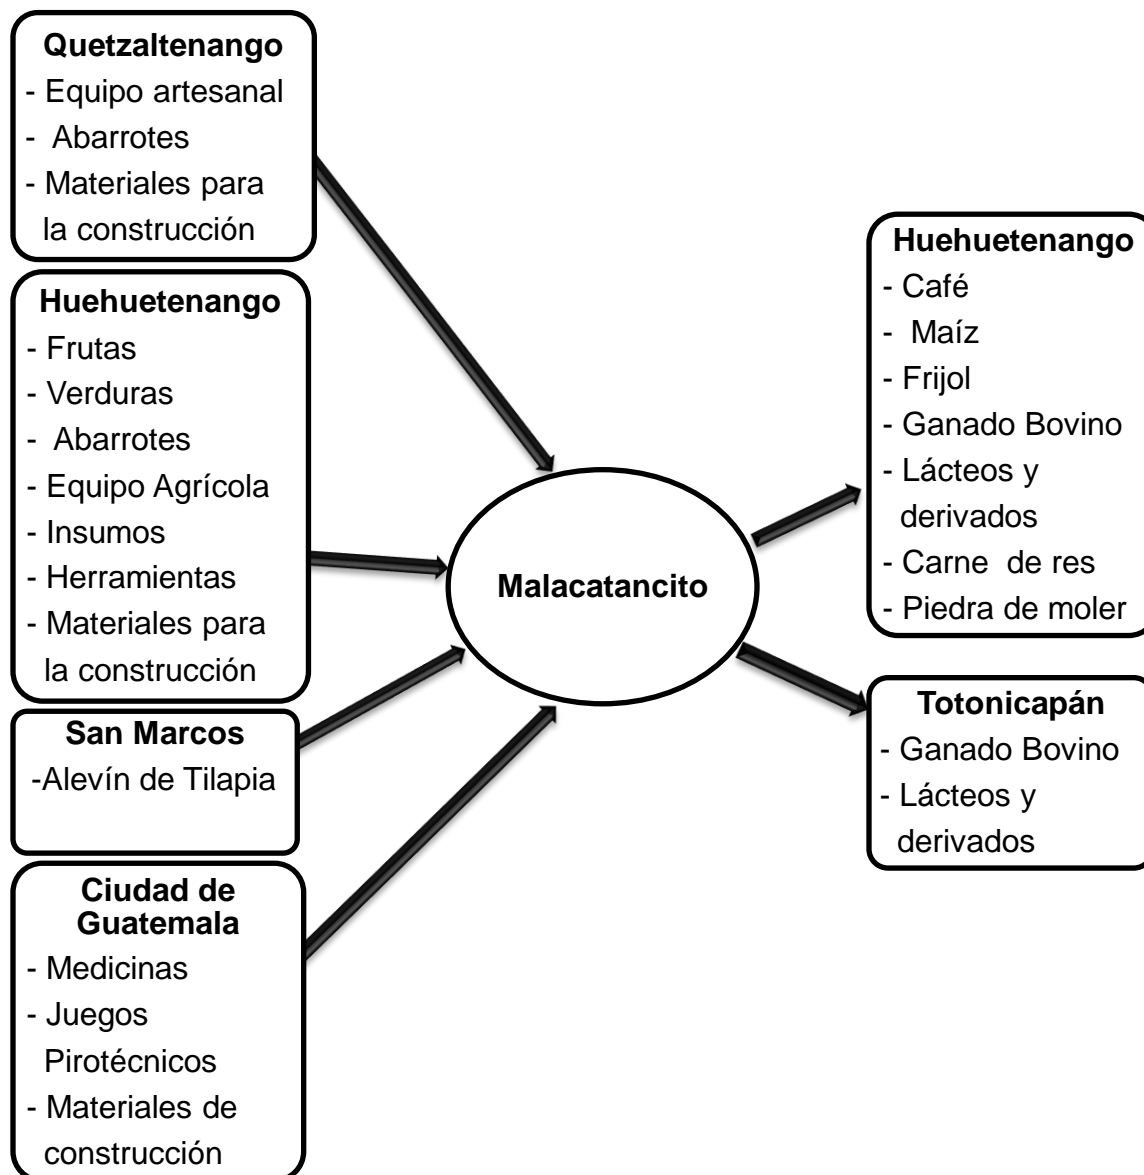 Quetzaltenango
- Equipo artesanal
- Abarrotes
- Materiales para
la construcción
Huehuetenango
- Frutas
- Verduras
- Abarrotes
- Equipo Agrícola
- Insumos
- Herramientas
- Materiales para
la construcción
San Marcos
-Alevín de Tilapia
Ciudad de
Guatemala
- Medicinas
- Juegos
Pirotécnicos
- Materiales de
construcción
Malacatancito
Huehuetenango
- Café
- Maíz
- Frijol
- Ganado Bovino
- Lácteos y
derivados
- Carne de res
- Piedra de moler
Totonicapán
- Ganado Bovino
- Lácteos y
derivados